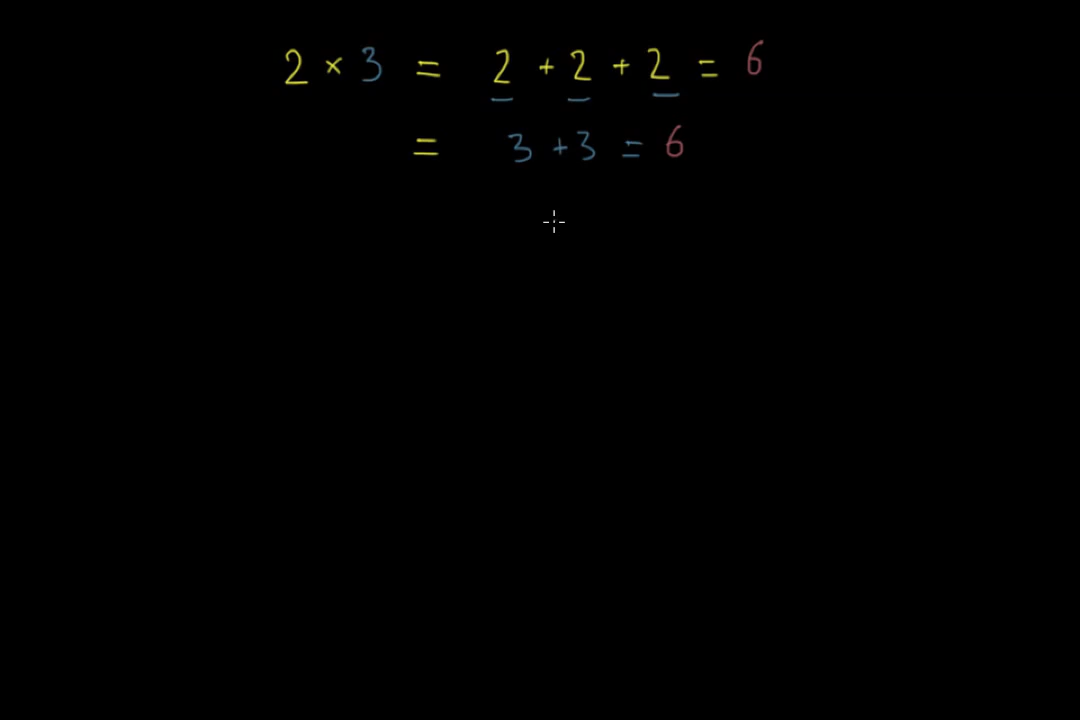 2 × 3 = 2 + 2 + 2 = 6
= 3 + 3 = 6